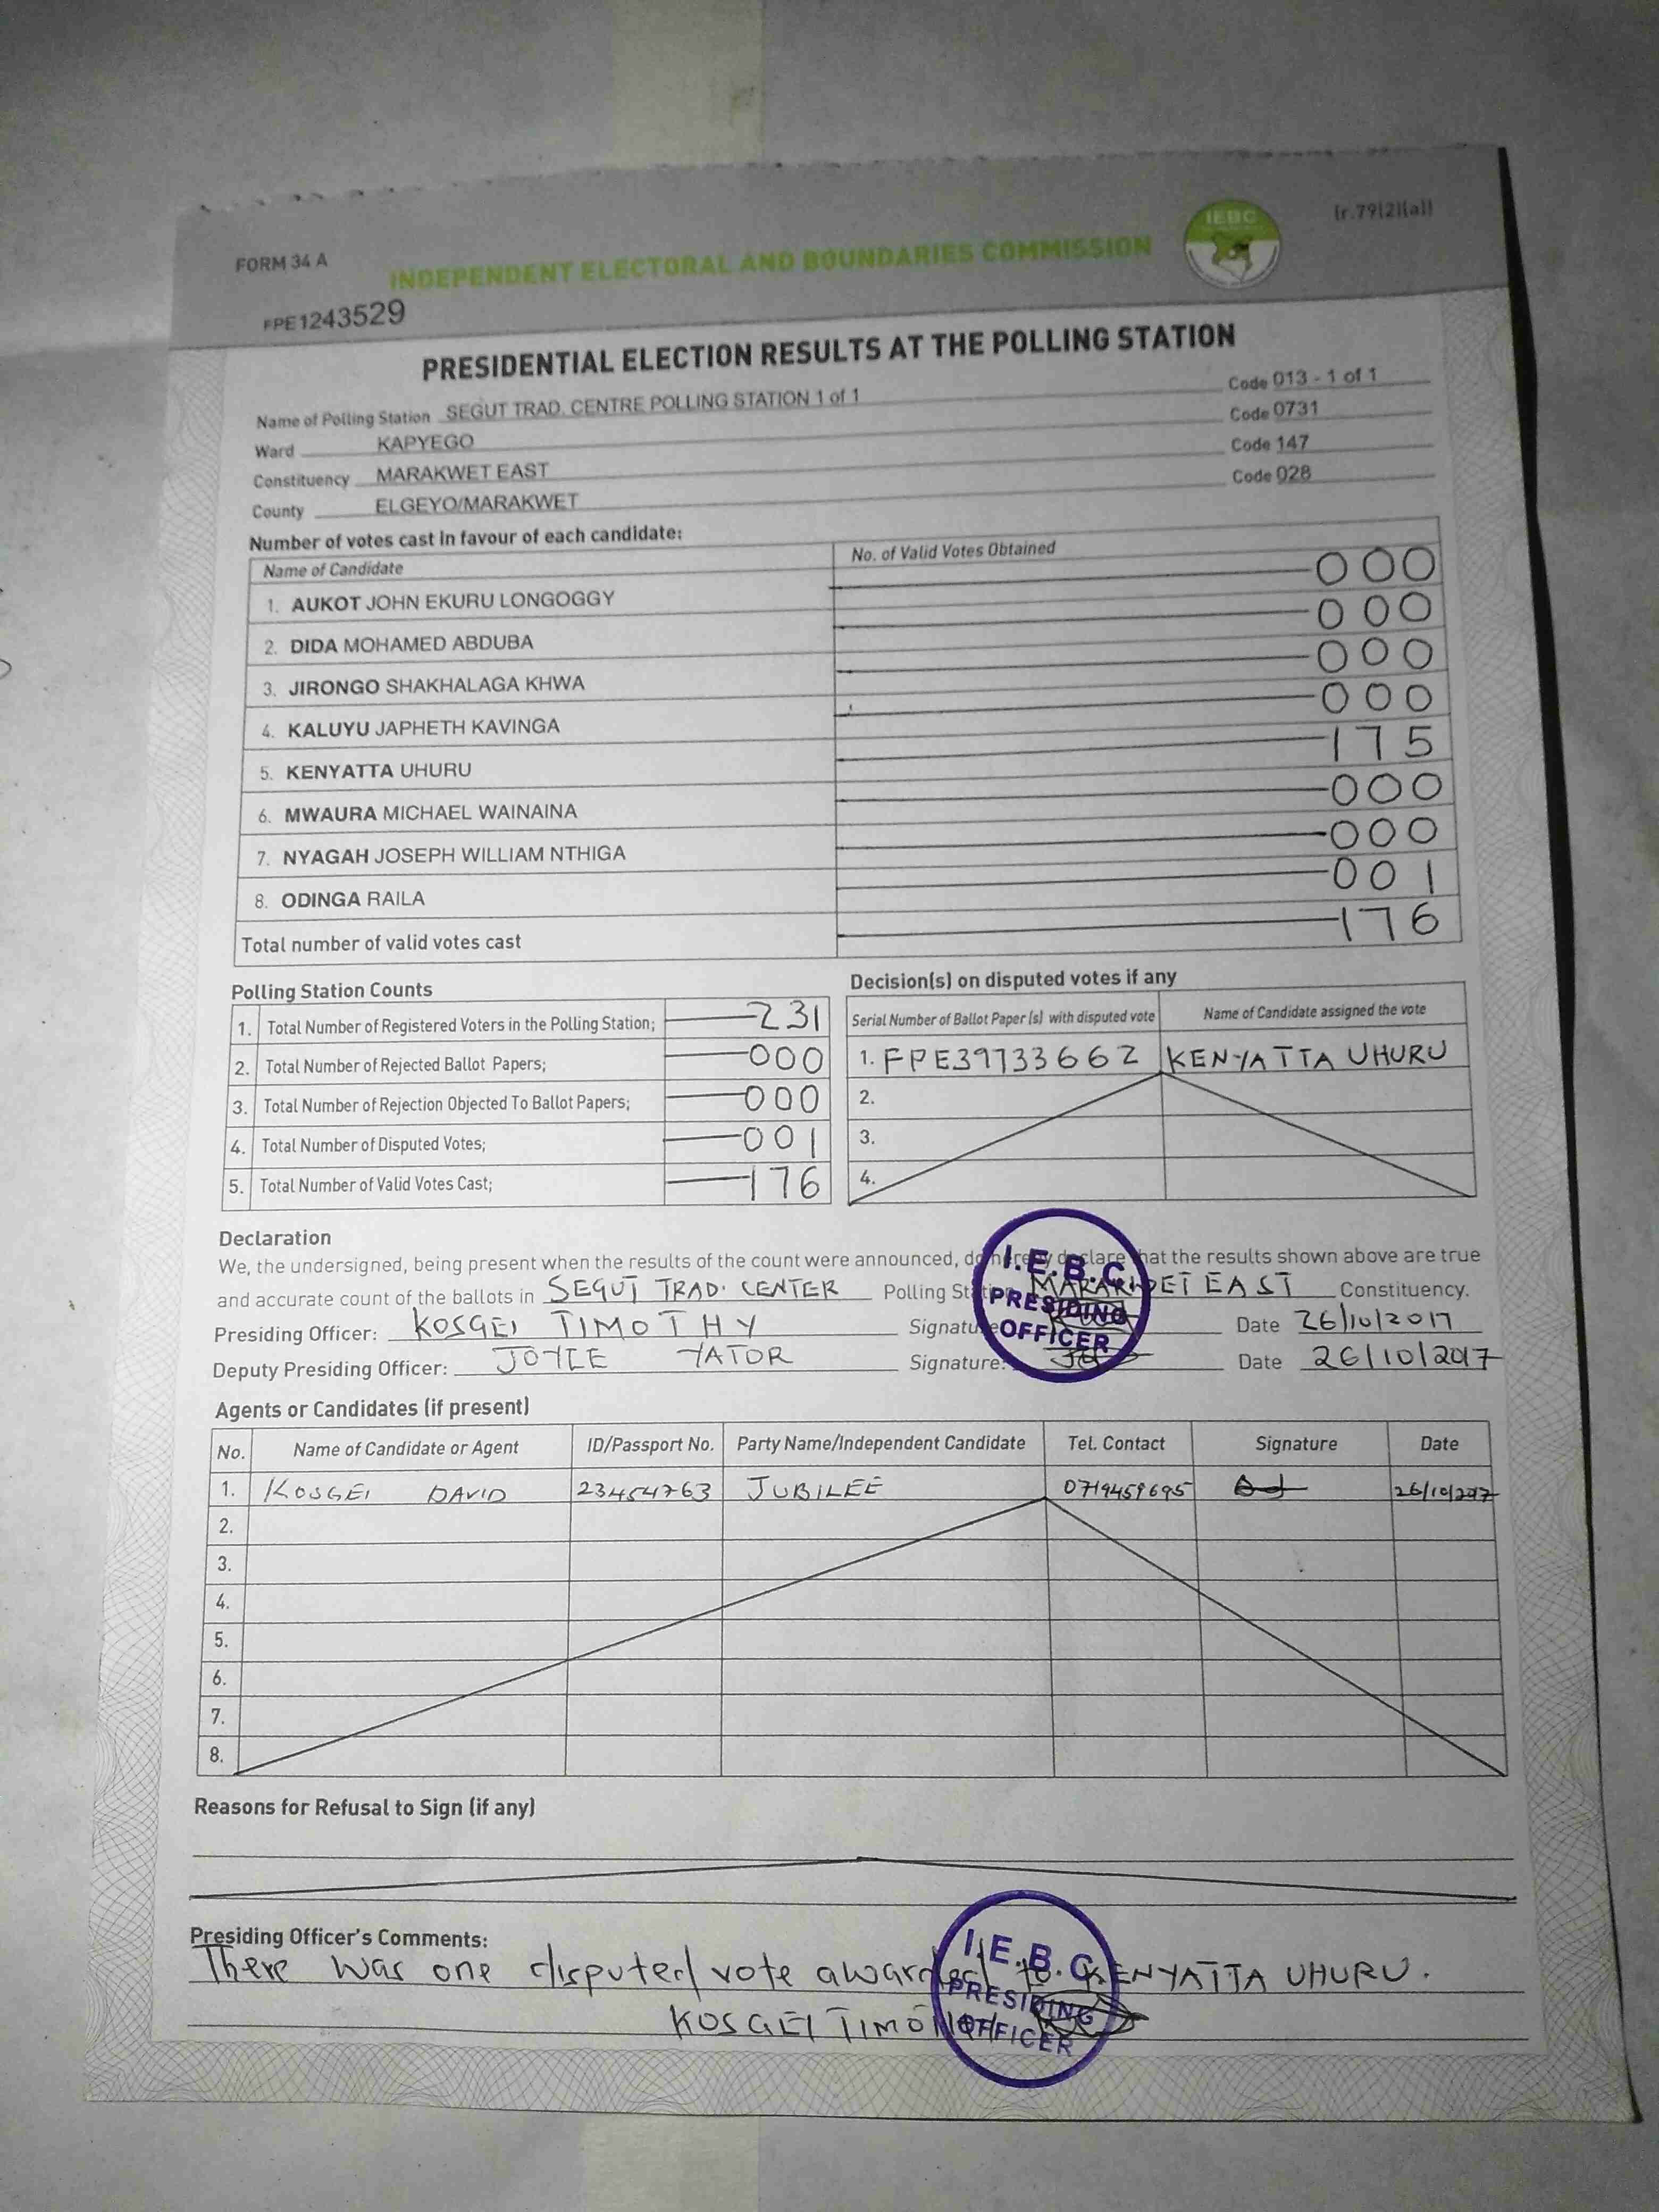 FORM 34 A
INDEPENDENT ELECTORAL AND BOUNDARIES COMMISSION
IEBC
(r.79(2)(a))
FPE1243529
PRESIDENTIAL ELECTION RESULTS AT THE POLLING STATION
Name of Polling Station SEGUT TRAD. CENTRE POLLING STATION 1 of 1 Code 013 - 1 of 1
Ward KAPYEGO Code 0731
Constituency MARAKWET EAST Code 147
County ELGEYO/MARAKWET Code 028
Number of votes cast in favour of each candidate:
Name of Candidate No. of Valid Votes Obtained
1. AUKOT JOHN EKURU LONGOGGY 000
2. DIDA MOHAMED ABDUBA 000
3. JIRONGO SHAKHALAGA KHWA 000
4. KALUYU JAPHETH KAVINGA 000
5. KENYATTA UHURU 175
6. MWAURA MICHAEL WAINAINA 000
7. NYAGAH JOSEPH WILLIAM NTHIGA 000
8. ODINGA RAILA 001
Total number of valid votes cast 176
Polling Station Counts
1. Total Number of Registered Voters in the Polling Station; 231
2. Total Number of Rejected Ballot Papers; 000
3. Total Number of Rejection Objected To Ballot Papers; 000
4. Total Number of Disputed Votes; 001
5. Total Number of Valid Votes Cast; 176
Decision(s) on disputed votes if any
Serial Number of Ballot Paper (s) with disputed vote Name of Candidate assigned the vote
1. FPE39733662 KENYATTA UHURU
2.
3.
4.
Declaration
We, the undersigned, being present when the results of the count were announced, do hereby declare that the results shown above are true
and accurate count of the ballots in SEGUT TRAD. CENTER Polling Station MARAKWET EAST Constituency.
Presiding Officer: KOSGEI TIMOTHY Signature: Date 26/10/2017
Deputy Presiding Officer: JOYCE YATOR Signature: Date 26/10/2017
I.E.B.C.
PRESIDING
OFFICER
Agents or Candidates (if present)
No. Name of Candidate or Agent ID/Passport No. Party Name/Independent Candidate Tel. Contact Signature Date
1. KOSGEI DAVID 23454763 JUBILEE 0719459695 26/10/2017
2.
3.
4.
5.
6.
7.
8.
Reasons for Refusal to Sign (if any)
Presiding Officer's Comments:
There was one disputed vote awarded to KENYATTA UHURU.
KOSGEI TIMOTHY
I.E.B.C.
PRESIDING
OFFICER